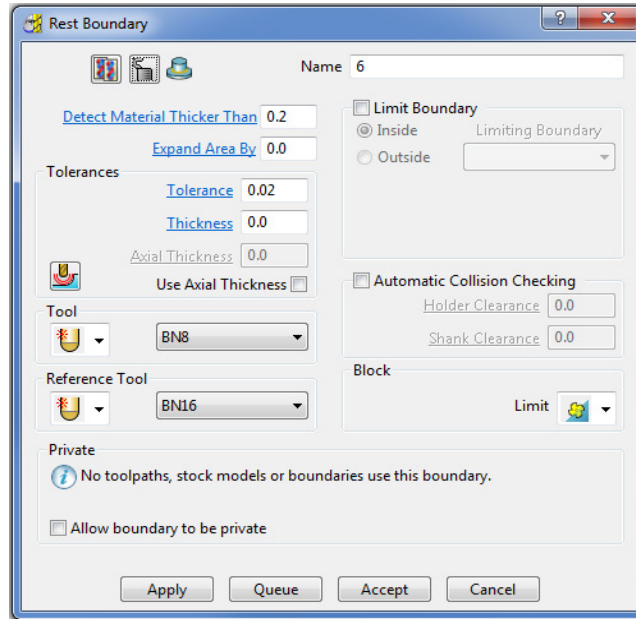 Rest Boundary
Name 6
Detect Material Thicker Than 0.2
Expand Area By 0.0
Tolerances
Tolerance 0.02
Thickness 0.0
Axial Thickness 0.0
Use Axial Thickness
Tool
BN8
Reference Tool
BN16
Limit Boundary
Inside Limiting Boundary
Outside
Automatic Collision Checking
Holder Clearance 0.0
Shank Clearance 0.0
Block
Limit
Private
No toolpaths, stock models or boundaries use this boundary.
Allow boundary to be private
Apply Queue Accept Cancel